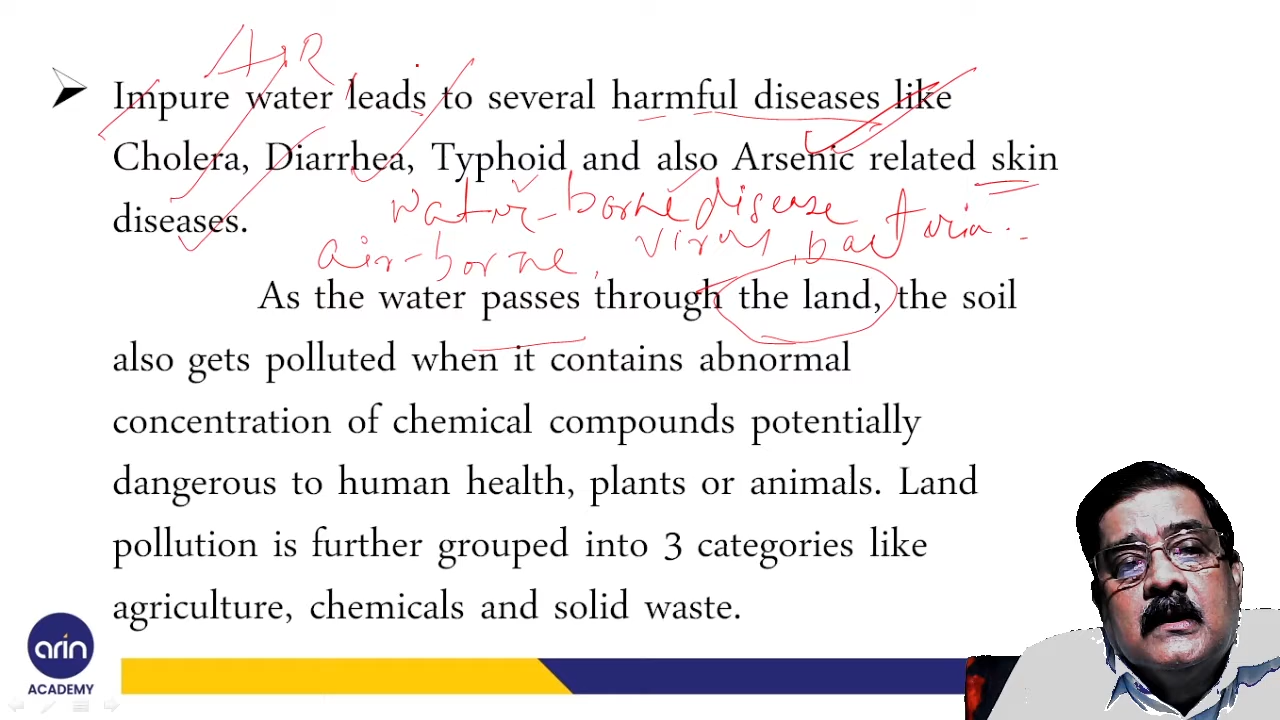 AIR
Impure water leads to several harmful diseases like
Cholera, Diarrhea, Typhoid and also Arsenic related skin
diseases.
water-borne disease
air-borne, virus, bacteria..
As the water passes through the land, the soil
also gets polluted when it contains abnormal
concentration of chemical compounds potentially
dangerous to human health, plants or animals. Land
pollution is further grouped into 3 categories like
agriculture, chemicals and solid waste.
arin
ACADEMY